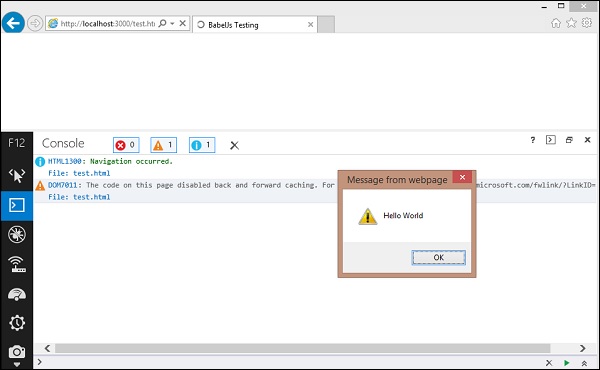 http://localhost:3000/test.ht
BabelJs Testing
F12
Console
0
1
1
?
HTML1300: Navigation occurred.
File: test.html
DOM7011: The code on this page disabled back and forward caching. For
microsoft.com/fwlink/?LinkID=
File: test.html
Message from webpage
Hello World
OK